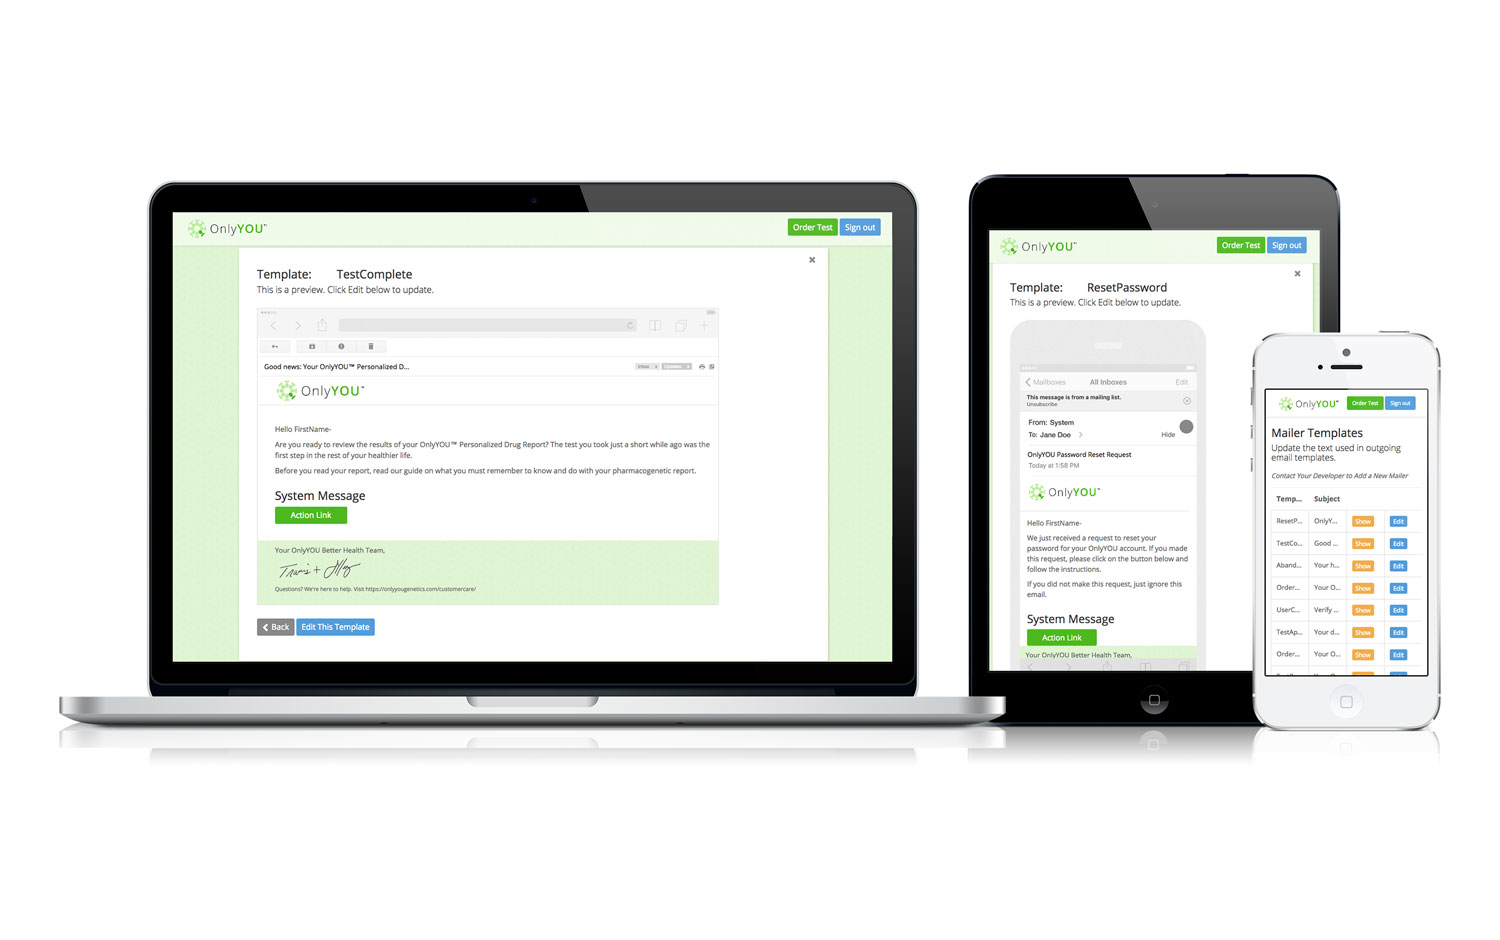 OnlyYOU™
Order Test
Sign out
Template: TestComplete
This is a preview. Click Edit below to update.
Good news: Your OnlyYOU™ Personalized D...
Inbox x
Updates x
OnlyYOU™
Hello FirstName-
Are you ready to review the results of your OnlyYOU™ Personalized Drug Report? The test you took just a short while ago was the
first step in the rest of your healthier life.
Before you read your report, read our guide on what you must remember to know and do with your pharmacogenetic report.
System Message
Action Link
Your OnlyYOU Better Health Team,
Travis +
Questions? We're here to help. Visit https://onlyyougenetics.com/customercare/
Back
Edit This Template
OnlyYOU™
Order Test
Sign out
Template: ResetPassword
This is a preview. Click Edit below to update.
Mailboxes
All Inboxes
Edit
This message is from a mailing list.
Unsubscribe
From: System
To: Jane Doe
Hide
OnlyYOU Password Reset Request
Today at 1:58 PM
OnlyYOU™
Hello FirstName-
We just received a request to reset your
password for your OnlyYOU account. If you made
this request, please click on the button below and
follow the instructions.
If you did not make this request, just ignore this
email.
System Message
Action Link
Your OnlyYOU Better Health Team,
OnlyYOU™
Order Test
Sign out
Mailer Templates
Update the text used in outgoing
email templates.
Contact Your Developer to Add a New Mailer
Temp... Subject
ResetP... OnlyY... Show Edit
TestCo... Good ... Show Edit
Aband... Your h... Show Edit
Order... Your O... Show Edit
UserC... Verify ... Show Edit
TestAp... Your d... Show Edit
Order... Your O... Show Edit